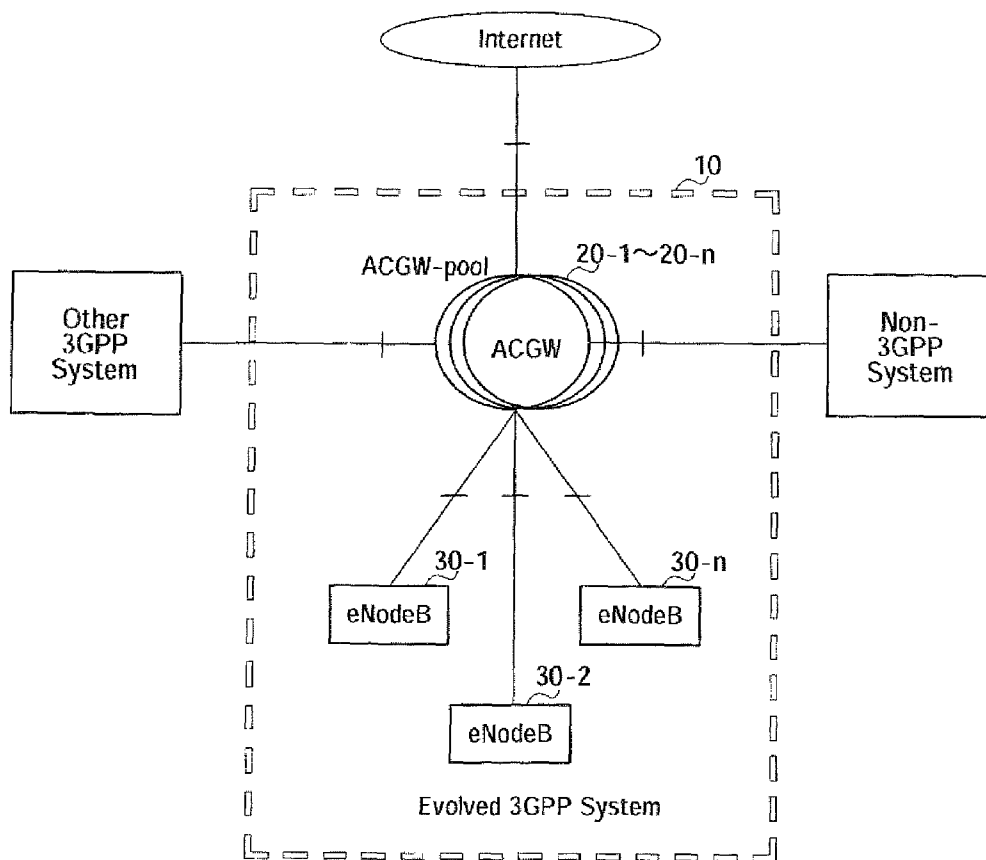 Internet
10
ACGW-pool
20-1~20-n
Other
3GPP
System
ACGW
Non-
3GPP
System
30-1
eNodeB
30-n
eNodeB
30-2
eNodeB
Evolved 3GPP System